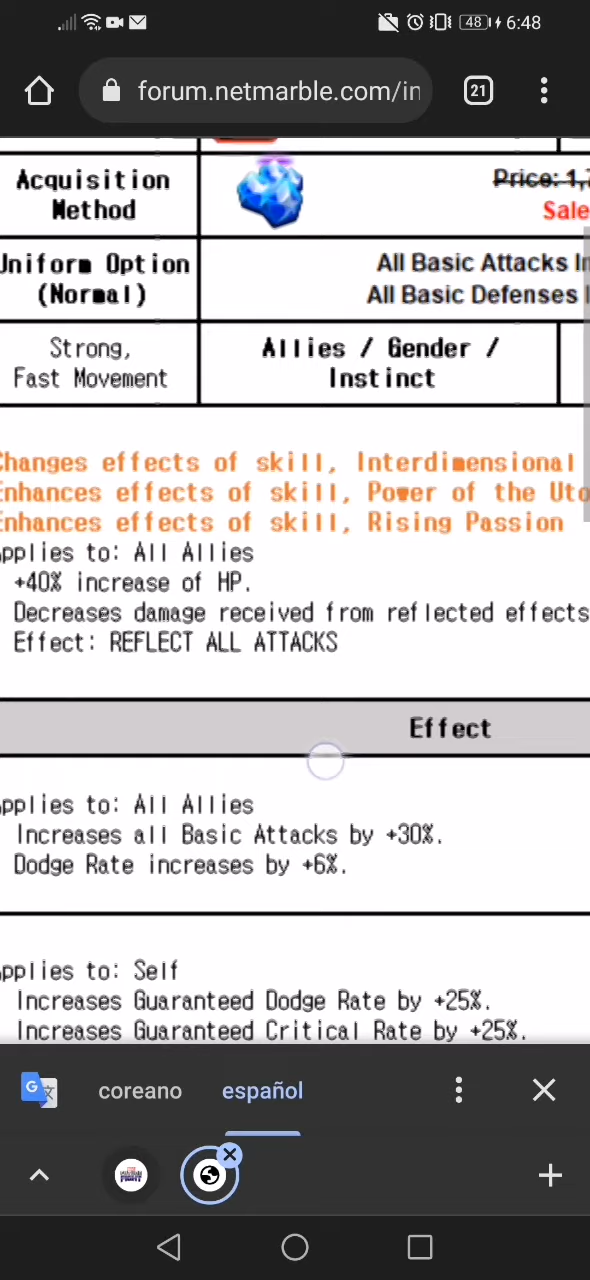 48 6:48
forum.netmarble.com/in
21
Acquisition
Method
Price: 1,
Sale
Uniform Option
(Normal)
All Basic Attacks In
All Basic Defenses I
Strong,
Fast Movement
Allies / Gender /
Instinct
Changes effects of skill, Interdimensional
Enhances effects of skill, Power of the Uto
Enhances effects of skill, Rising Passion
pplies to: All Allies
+40% increase of HP.
Decreases damage received from reflected effects
Effect: REFLECT ALL ATTACKS
Effect
pplies to: All Allies
Increases all Basic Attacks by +30%.
Dodge Rate increases by +6%.
pplies to: Self
Increases Guaranteed Dodge Rate by +25%.
Increases Guaranteed Critical Rate by +25%.
G coreano español